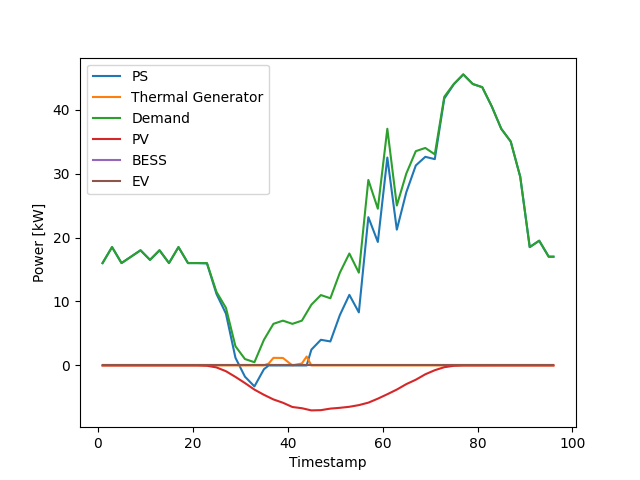 PS
Thermal Generator
Demand
PV
BESS
EV
Power [kW]
40
30
20
10
0
0 20 40 60 80 100
Timestamp